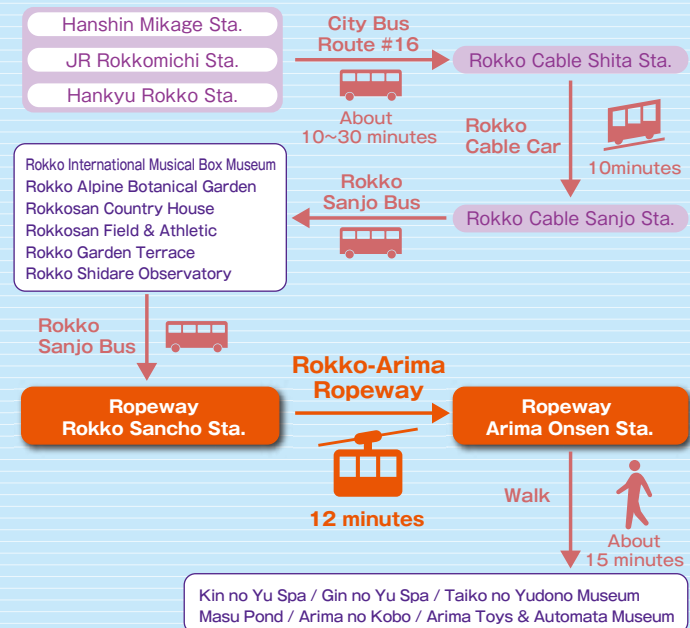 Hanshin Mikage Sta.
JR Rokkomichi Sta.
Hankyu Rokko Sta.
City Bus
Route #16
About
10~30 minutes
Rokko Cable Shita Sta.
Rokko
Cable Car
10minutes
Rokko Cable Sanjo Sta.
Rokko
Sanjo Bus
Rokko International Musical Box Museum
Rokko Alpine Botanical Garden
Rokkosan Country House
Rokkosan Field & Athletic
Rokko Garden Terrace
Rokko Shidare Observatory
Rokko
Sanjo Bus
Ropeway
Rokko Sancho Sta.
Rokko-Arima
Ropeway
12 minutes
Ropeway
Arima Onsen Sta.
Walk
About
15 minutes
Kin no Yu Spa / Gin no Yu Spa / Taiko no Yudono Museum
Masu Pond / Arima no Kobo / Arima Toys & Automata Museum